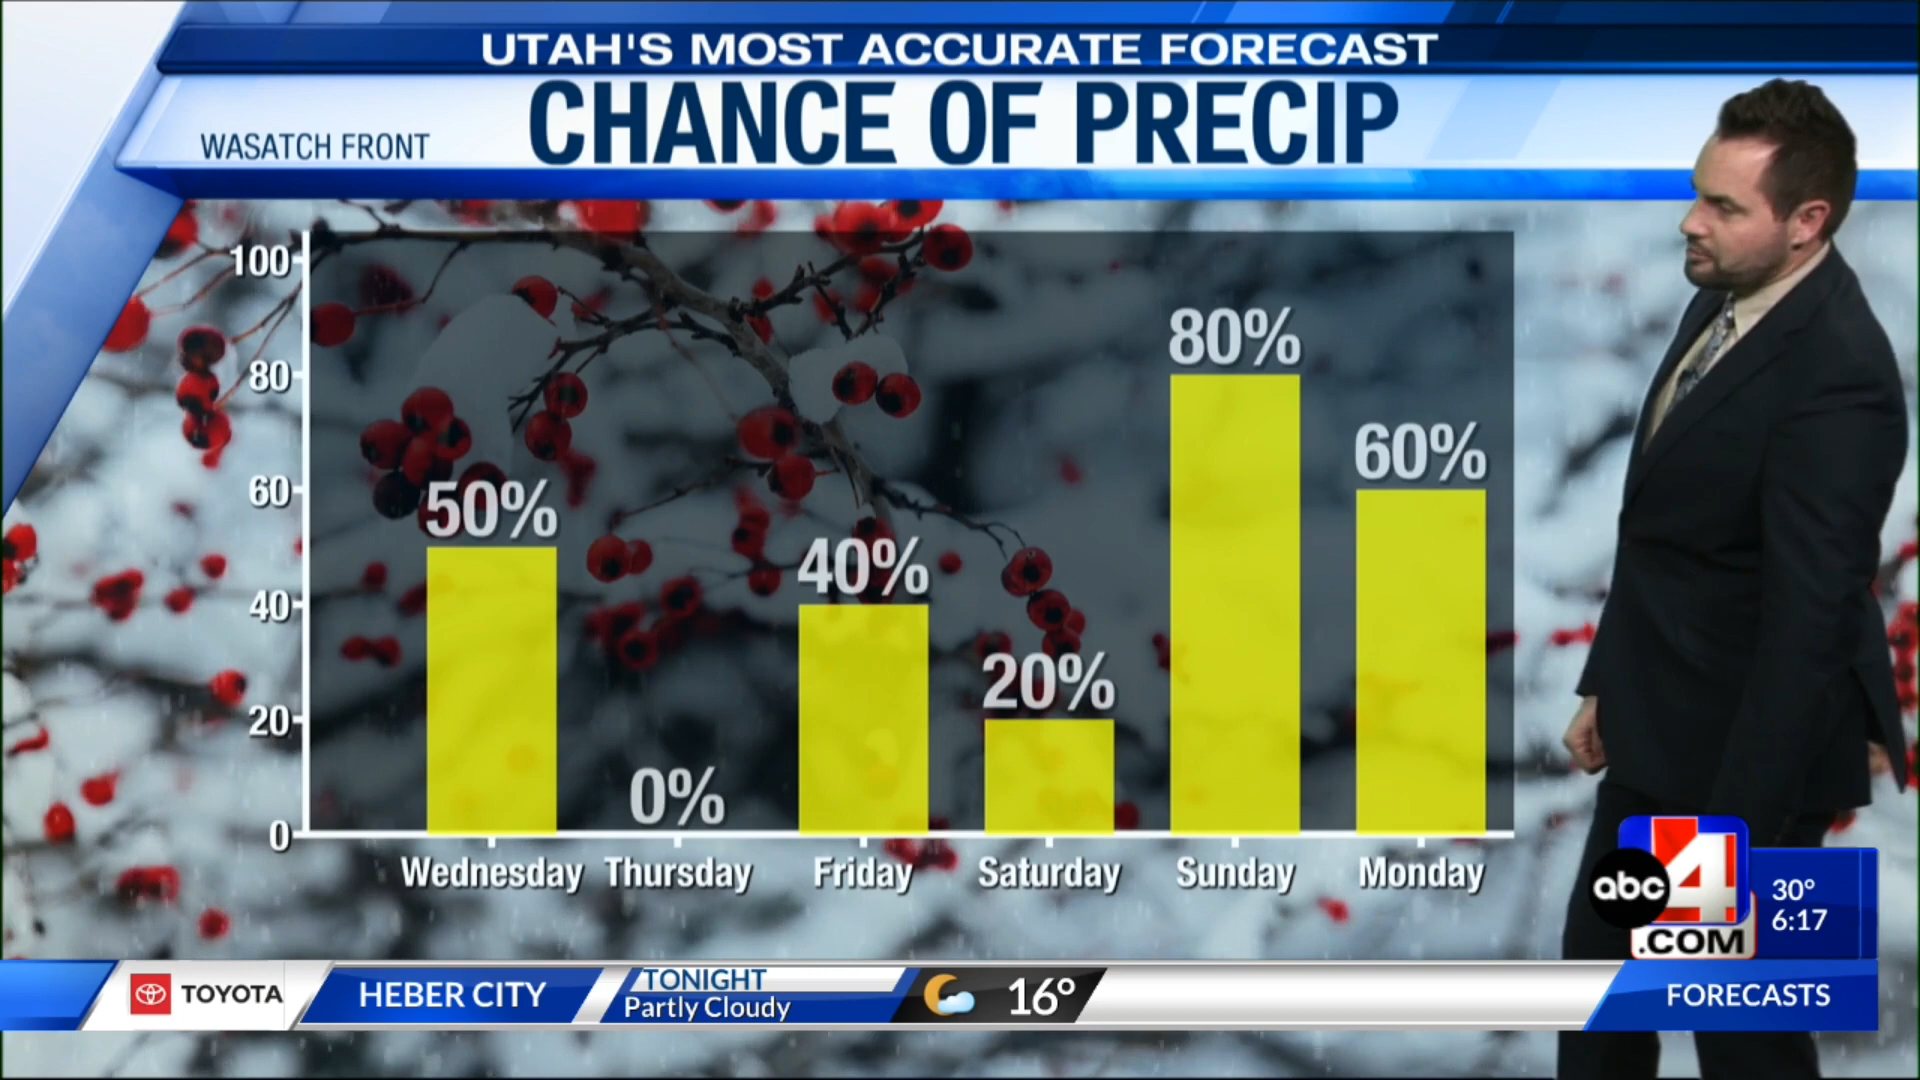 UTAH'S MOST ACCURATE FORECAST
WASATCH FRONT
CHANCE OF PRECIP
100
80
60
40
20
0
50%
0%
40%
20%
80%
60%
Wednesday Thursday Friday Saturday Sunday Monday
abc 4
.COM
30°
6:17
TOYOTA
HEBER CITY
TONIGHT
Partly Cloudy
16°
FORECASTS